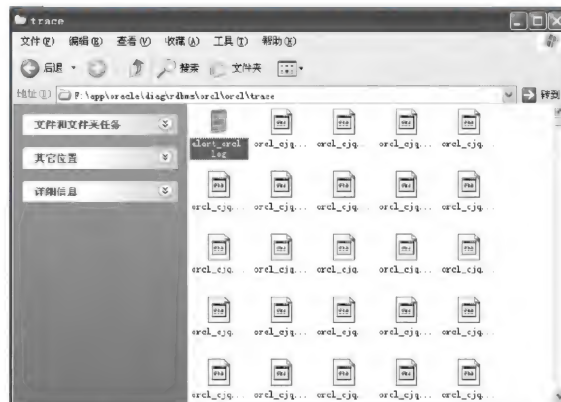 trace
文件(F) 编辑(E) 查看(V) 收藏(A) 工具(T) 帮助(H)
后退 搜索 文件夹
地址(D) F:\app\oracle\diag\rdbms\orcl\orcl\trace 转到
文件和文件夹任务
其它位置
详细信息
alert_orcl
log
orcl_cjq... orcl_cjq... orcl_cjq... orcl_cjq...
orcl_cjq... orcl_cjq... orcl_cjq... orcl_cjq... orcl_cjq...
orcl_cjq... orcl_cjq... orcl_cjq... orcl_cjq... orcl_cjq...
orcl_cjq... orcl_cjq... orcl_cjq... orcl_cjq... orcl_cjq...
orcl_cjq... orcl_cjq... orcl_cjq... orcl_cjq... orcl_cjq...